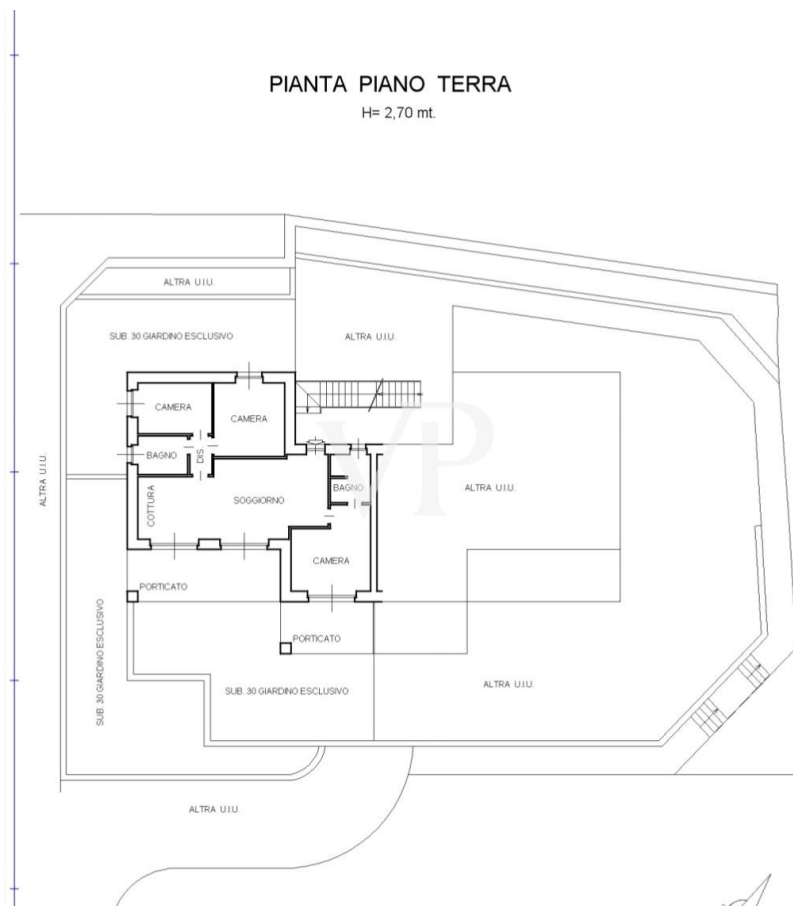 PIANTA PIANO TERRA
H= 2,70 mt.
ALTRA U.I.U.
SUB. 30 GIARDINO ESCLUSIVO
ALTRA U.I.U.
CAMERA
CAMERA
BAGNO
DIS.
ALTRA U.I.U.
COTTURA
SOGGIORNO
BAGNO
ALTRA U.I.U.
VP
CAMERA
PORTICATO
PORTICATO
SUB. 30 GIARDINO ESCLUSIVO
SUB. 30 GIARDINO ESCLUSIVO
ALTRA U.I.U.
ALTRA U.I.U.